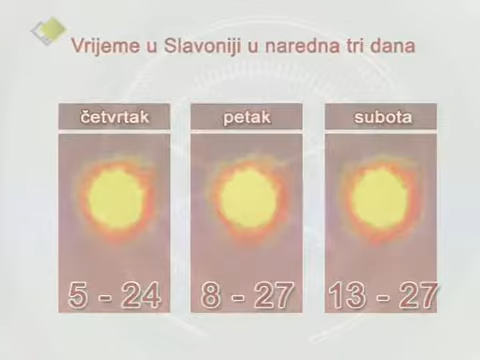 Vrijeme u Slavoniji u naredna tri dana
četvrtak petak subota
5 - 24 8 - 27 13 - 27